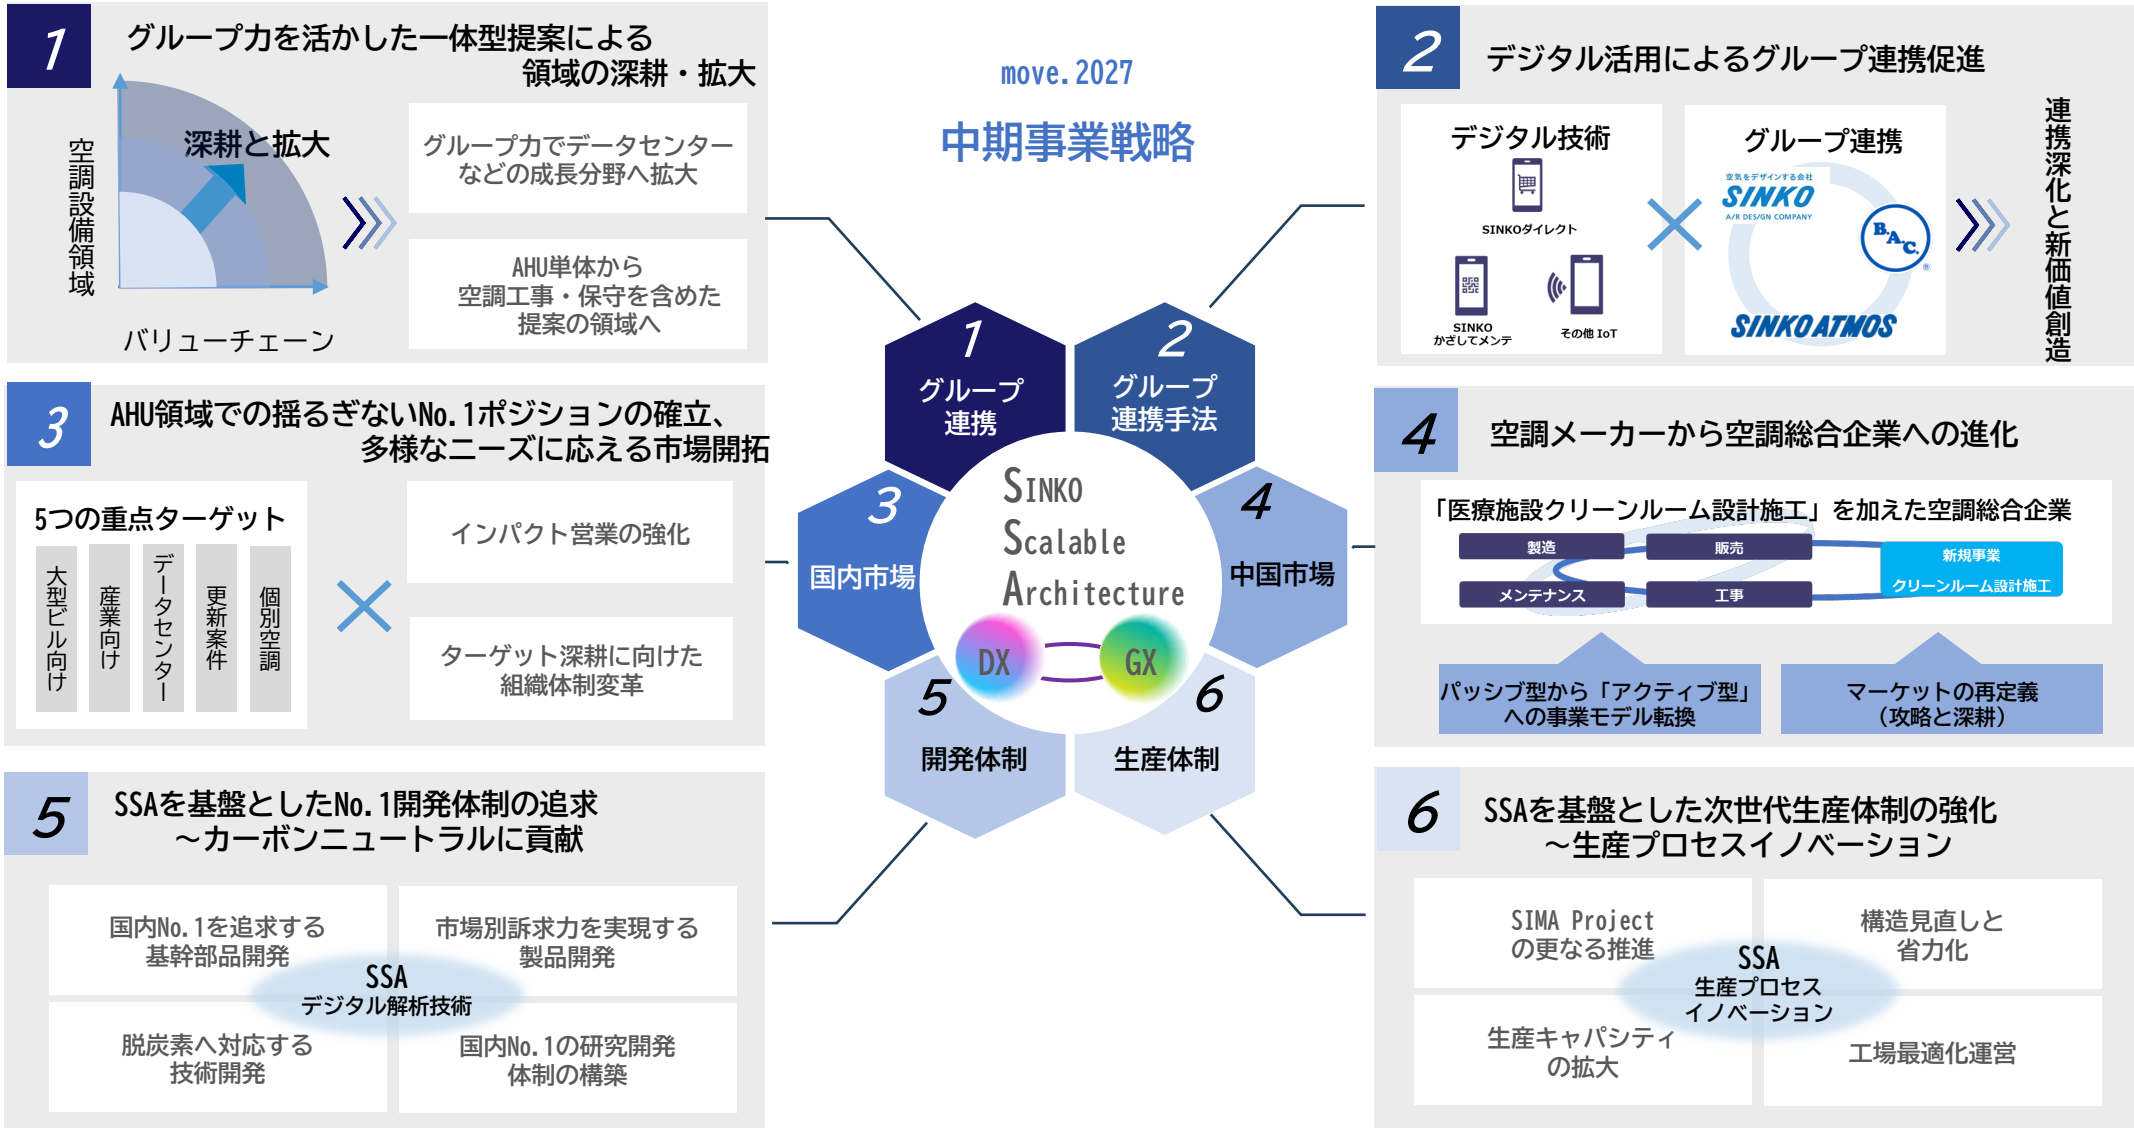 move.2027
中期事業戦略
1
グループ力を活かした一体型提案による
領域の深耕・拡大
空調設備領域
深耕と拡大
バリューチェーン
グループ力でデータセンター
などの成長分野へ拡大
AHU単体から
空調工事・保守を含めた
提案の領域へ
2
デジタル活用によるグループ連携促進
デジタル技術
SINKOダイレクト
SINKO
かざしてメンテ
その他 IoT
グループ連携
空気をデザインする会社
SINKO
AIR DESIGN COMPANY
B.A.C.
®
SINKO ATMOS
連携深化と新価値創造
3
AHU領域での揺るぎないNo.1ポジションの確立、
多様なニーズに応える市場開拓
5つの重点ターゲット
大型ビル向け
産業向け
データセンター
更新案件
個別空調
インパクト営業の強化
ターゲット深耕に向けた
組織体制変革
4
空調メーカーから空調総合企業への進化
「医療施設クリーンルーム設計施工」を加えた空調総合企業
製造
販売
新規事業
クリーンルーム設計施工
メンテナンス
工事
パッシブ型から「アクティブ型」
への事業モデル転換
マーケットの再定義
（攻略と深耕）
1
グループ
連携
2
グループ
連携手法
3
国内市場
4
中国市場
5
開発体制
6
生産体制
SINKO
Scalable
Architecture
DX
GX
5
SSAを基盤としたNo.1開発体制の追求
～カーボンニュートラルに貢献
国内No.1を追求する
基幹部品開発
市場別訴求力を実現する
製品開発
SSA
デジタル解析技術
脱炭素へ対応する
技術開発
国内No.1の研究開発
体制の構築
6
SSAを基盤とした次世代生産体制の強化
～生産プロセスイノベーション
SIMA Project
の更なる推進
構造見直しと
省力化
SSA
生産プロセス
イノベーション
生産キャパシティ
の拡大
工場最適化運営